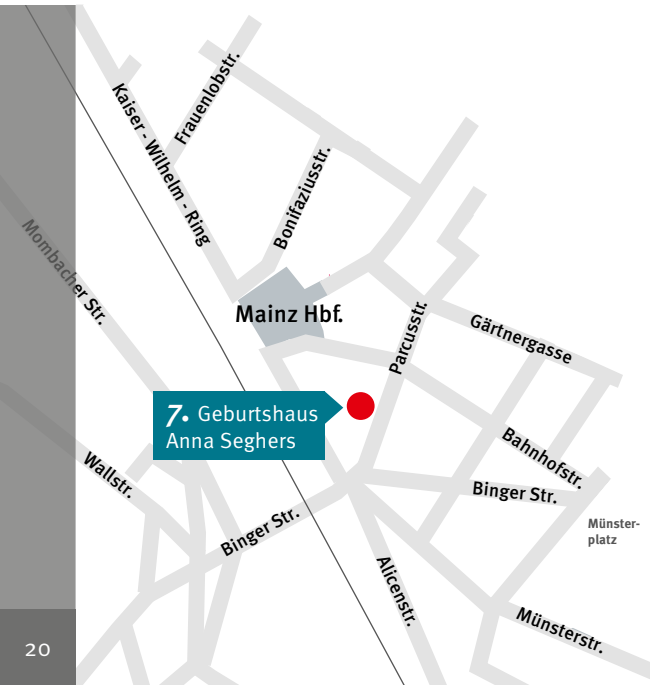 Frauenlobstr.
Kaiser - Wilhelm - Ring
Bonifaziusstr.
Mombacher Str.
Mainz Hbf.
Parcusstr.
Gärtnergasse
7. Geburtshaus
Anna Seghers
Bahnhofstr.
Wallstr.
Binger Str.
Binger Str.
Münster-
platz
Alicenstr.
Münsterstr.
20